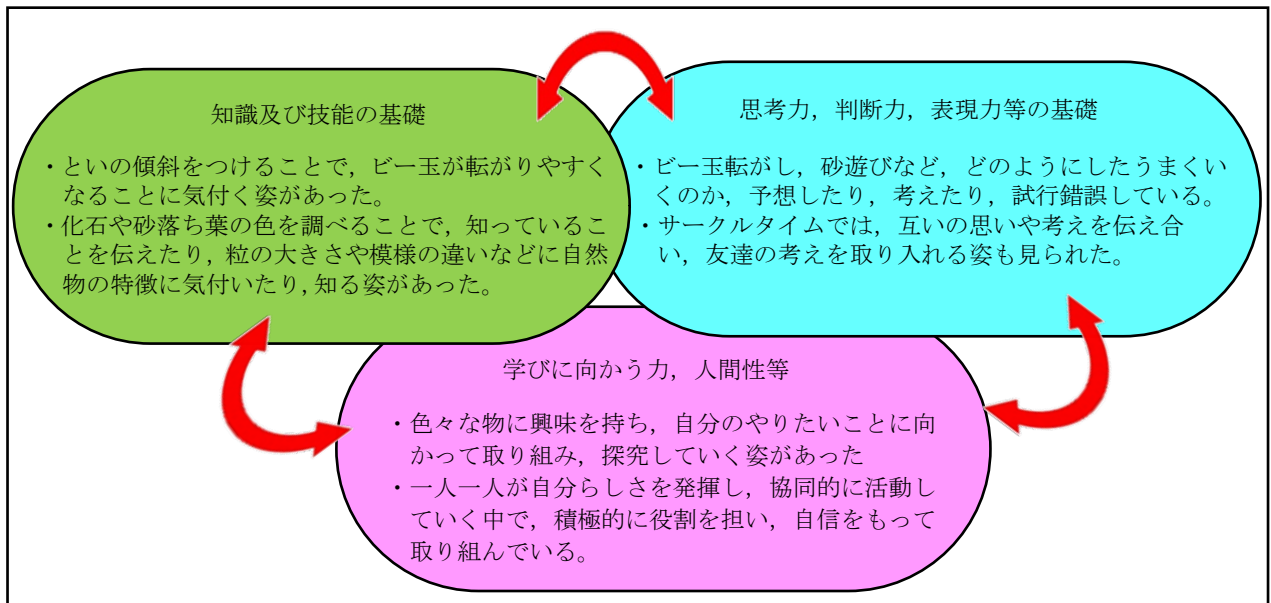 知識及び技能の基礎
・といの傾斜をつけることで，ビー玉が転がりやすく
なることに気付く姿があった。
・化石や砂落ち葉の色を調べることで，知っているこ
とを伝えたり，粒の大きさや模様の違いなどに自然
物の特徴に気付いたり，知る姿があった。
思考力，判断力，表現力等の基礎
・ビー玉転がし，砂遊びなど，どのようにしたうまくい
くのか，予想したり，考えたり，試行錯誤している。
・サークルタイムでは，互いの思いや考えを伝え合
い，友達の考えを取り入れる姿も見られた。
学びに向かう力，人間性等
・色々な物に興味を持ち，自分のやりたいことに向
かって取り組み，探究していく姿があった
・一人一人が自分らしさを発揮し，協同的に活動し
ていく中で，積極的に役割を担い，自信をもって
取り組んでいる。